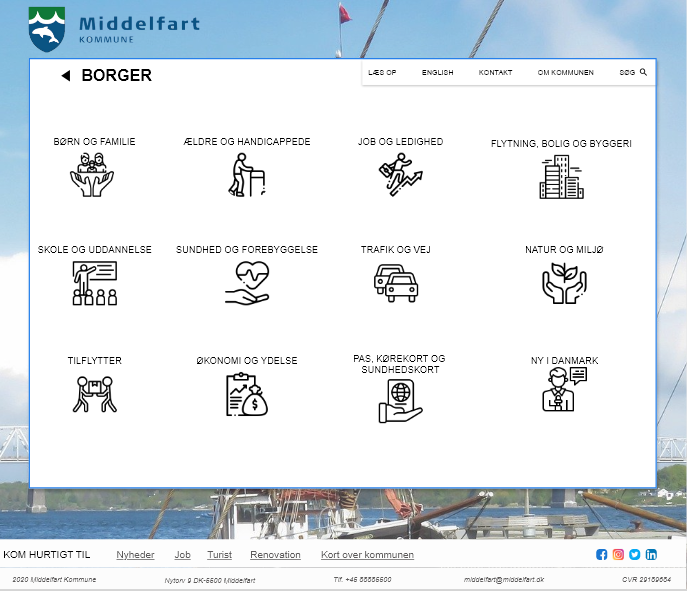 Middelfart
KOMMUNE
BORGER
LÆS OP ENGLISH KONTAKT OM KOMMUNEN SØG
BØRN OG FAMILIE ÆLDRE OG HANDICAPPEDE JOB OG LEDIGHED FLYTNING, BOLIG OG BYGGERI
SKOLE OG UDDANNELSE SUNDHED OG FOREBYGGELSE TRAFIK OG VEJ NATUR OG MILJØ
TILFLYTTER ØKONOMI OG YDELSE PAS, KØREKORT OG
SUNDHEDSKORT NY I DANMARK
KOM HURTIGT TIL Nyheder Job Turist Renovation Kort over kommunen
2020 Middelfart Kommune Nytorv 9 DK-5500 Middelfart Tlf. +45 88885500 middelfart@middelfart.dk CVR 29189684